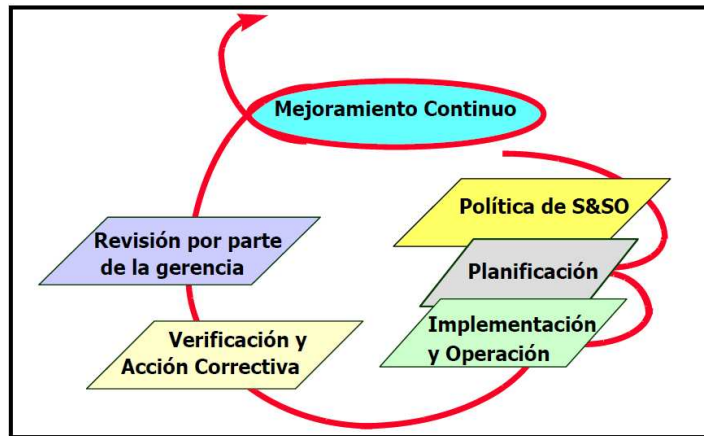 Mejoramiento Continuo
Política de S&SO
Planificación
Implementación
y Operación
Verificación y
Acción Correctiva
Revisión por parte
de la gerencia